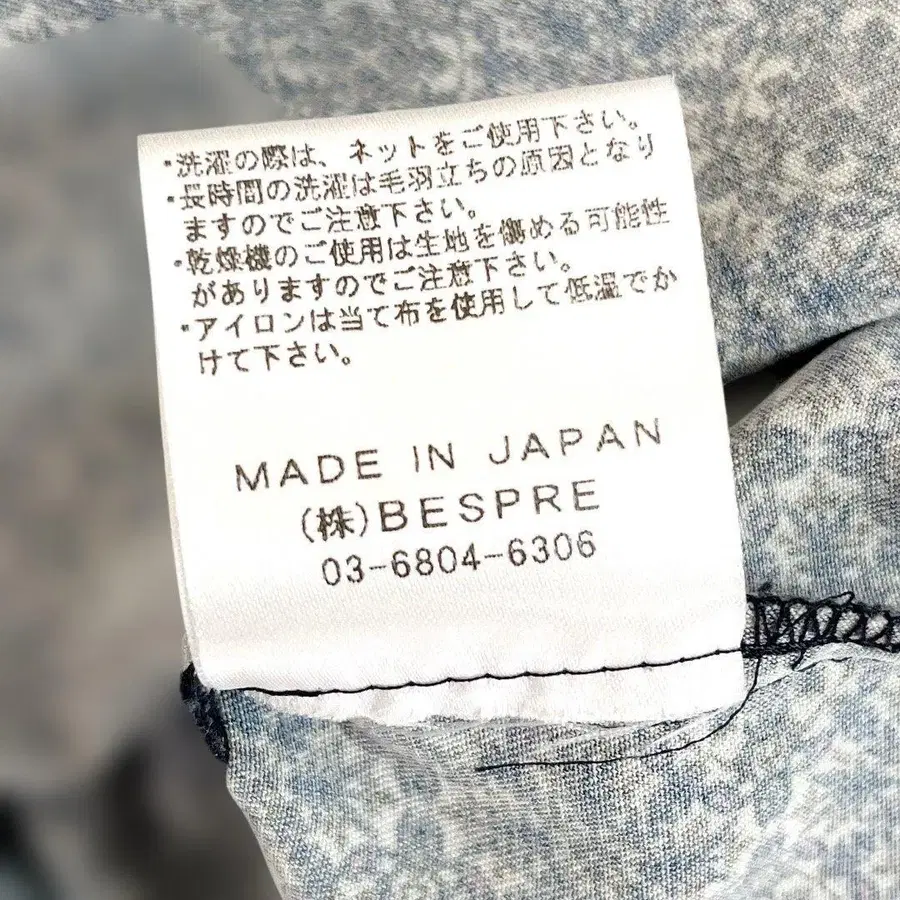 ・洗濯の際は、ネットをご使用下さい。
・長時間の洗濯は毛羽立ちの原因となり
ますのでご注意下さい。
・乾燥機のご使用は生地を傷める可能性
がありますのでご注意下さい。
・アイロンは当て布を使用して低温でか
けて下さい。
MADE IN JAPAN
(株)BESPRE
03-6804-6306